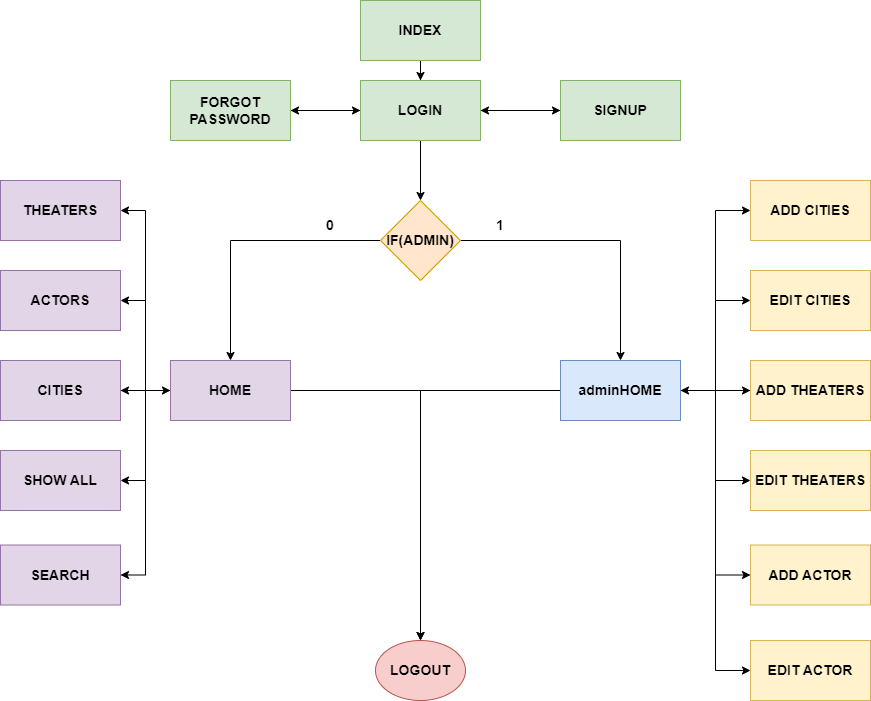 INDEX
FORGOT
PASSWORD
LOGIN
SIGNUP
THEATERS
0
IF(ADMIN)
1
ADD CITIES
ACTORS
EDIT CITIES
CITIES
HOME
adminHOME
ADD THEATERS
SHOW ALL
EDIT THEATERS
SEARCH
ADD ACTOR
LOGOUT
EDIT ACTOR